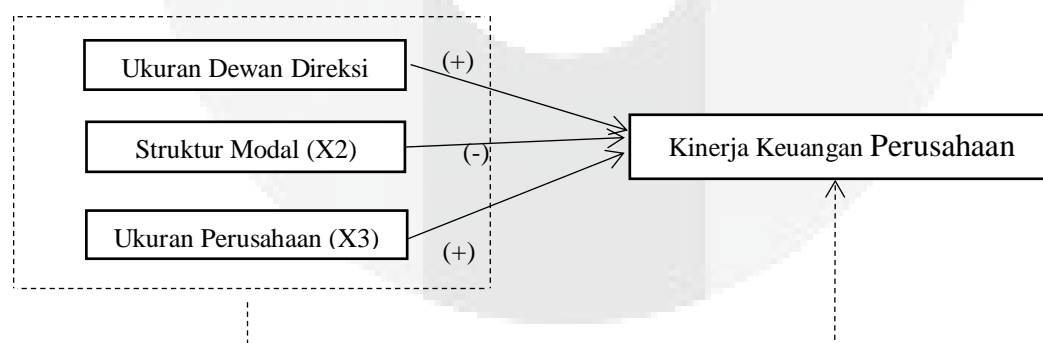 Ukuran Dewan Direksi
(+)
Struktur Modal (X2)
(-)
Kinerja Keuangan Perusahaan
Ukuran Perusahaan (X3)
(+)